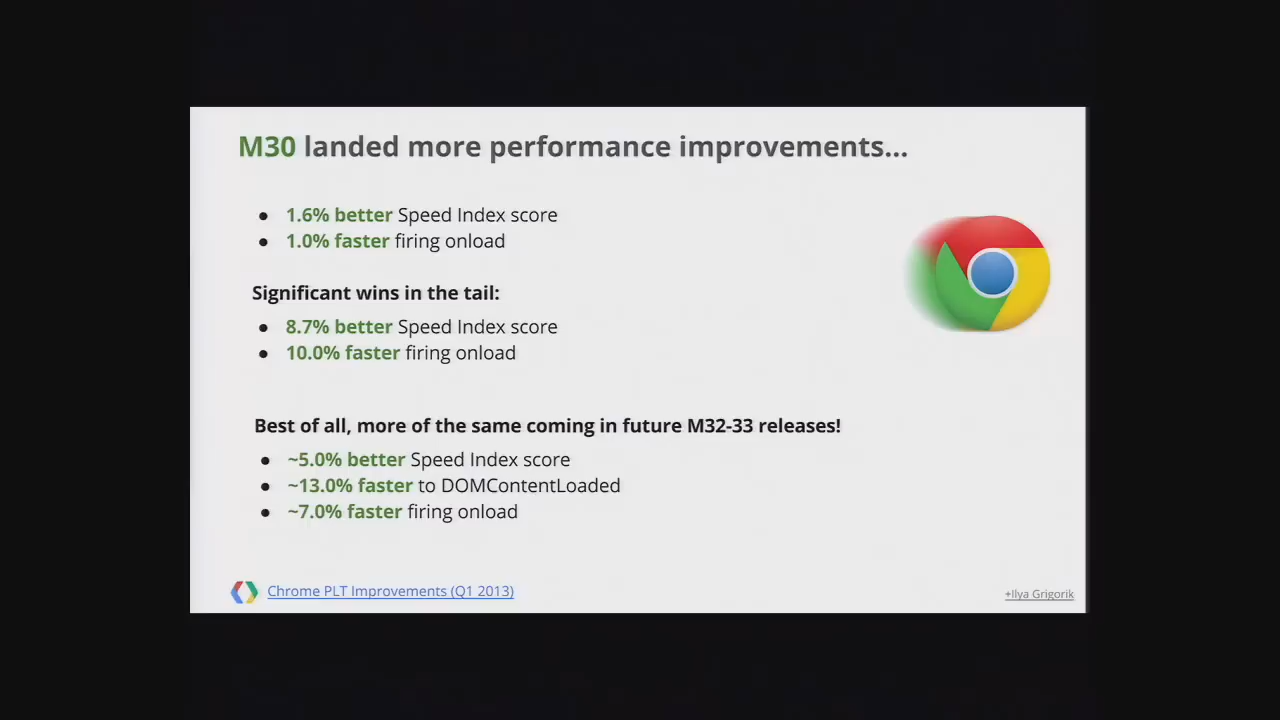 M30 landed more performance improvements...
● 1.6% better Speed Index score
● 1.0% faster firing onload
Significant wins in the tail:
● 8.7% better Speed Index score
● 10.0% faster firing onload
Best of all, more of the same coming in future M32-33 releases!
● ~5.0% better Speed Index score
● ~13.0% faster to DOMContentLoaded
● ~7.0% faster firing onload
Chrome PLT Improvements (Q1 2013)
+Ilya Grigorik